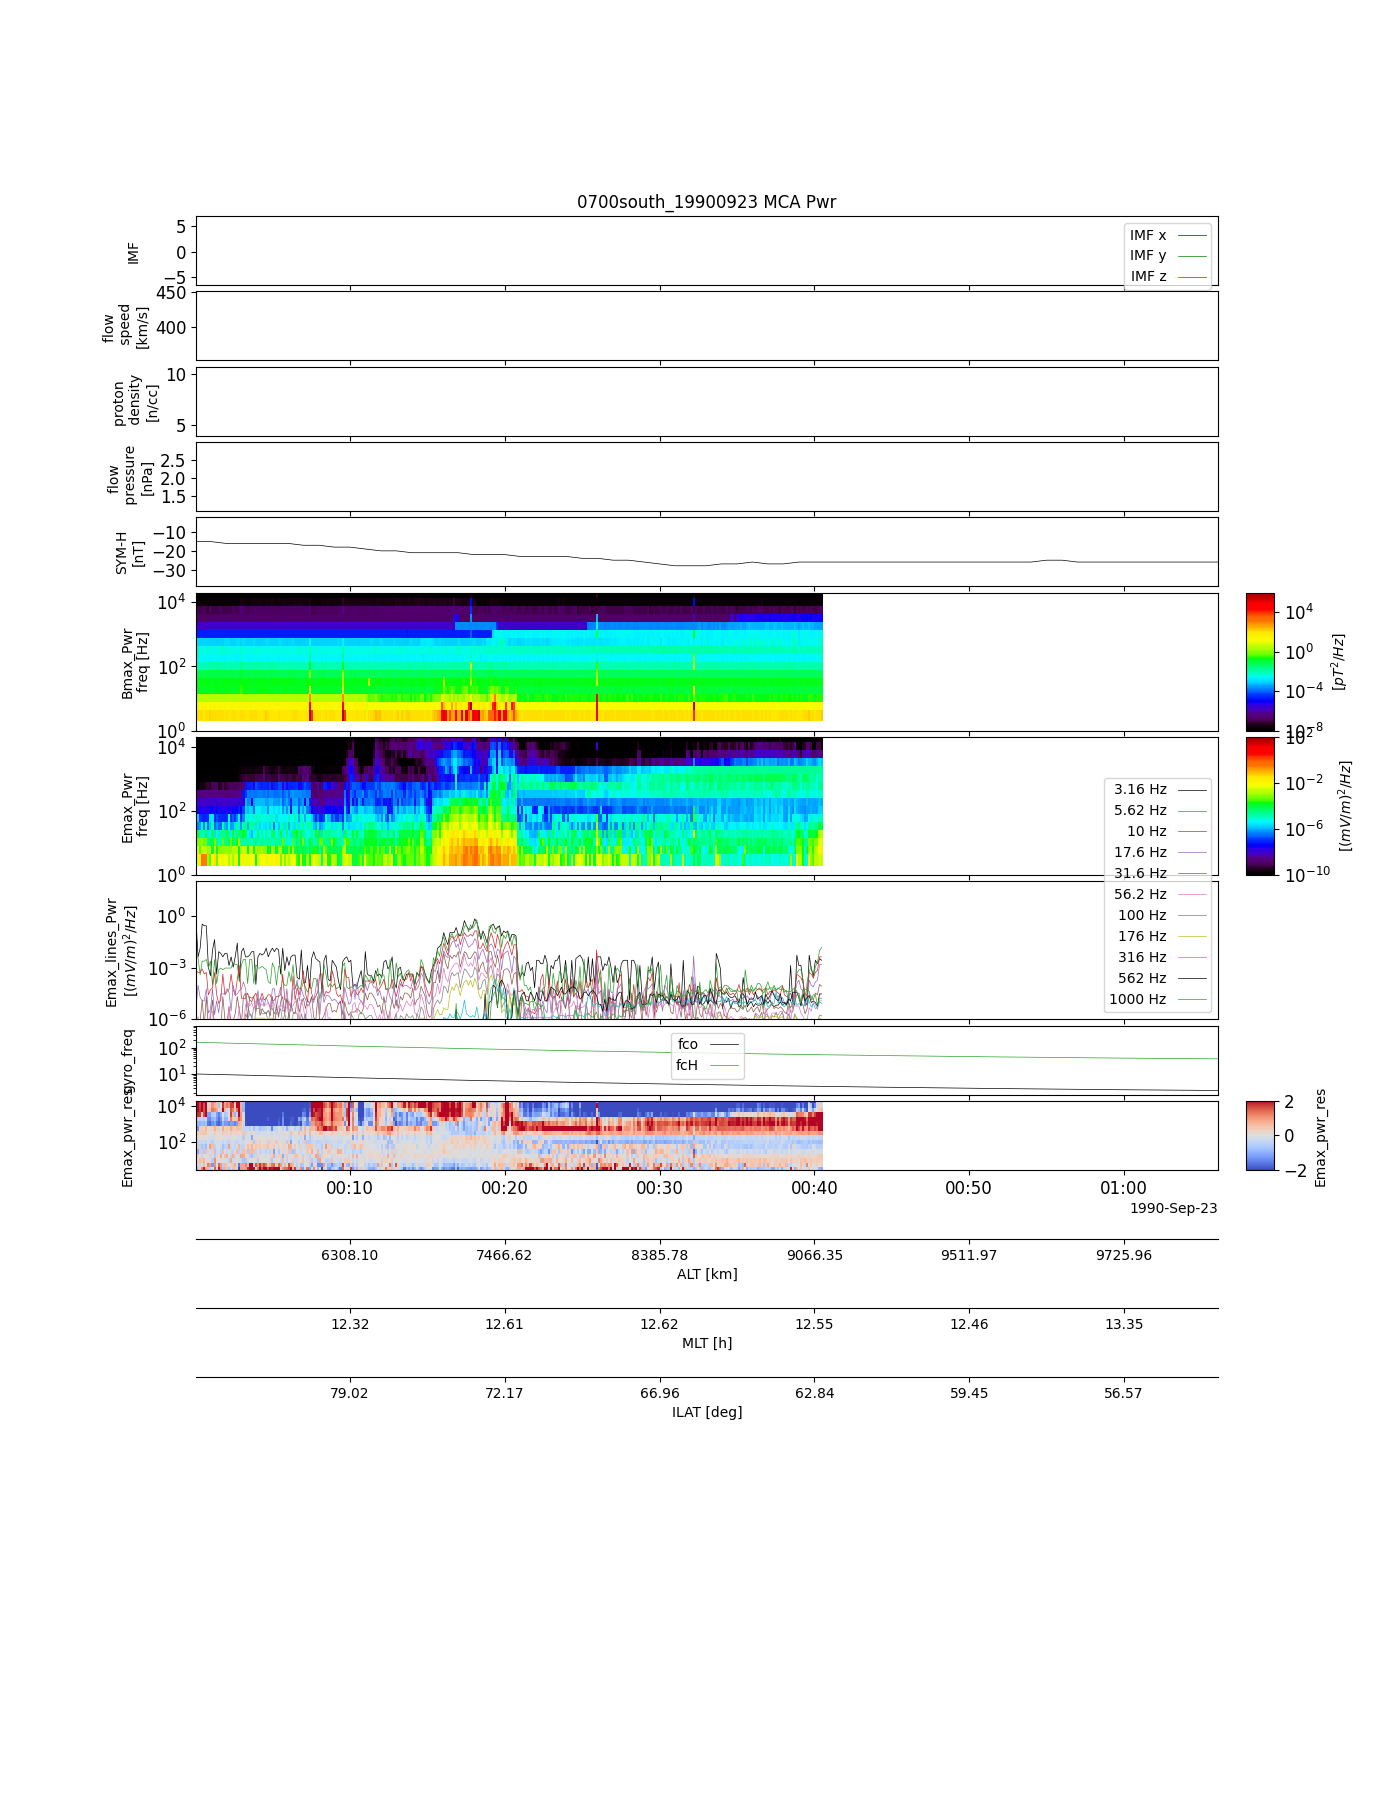 0700south_19900923 MCA Pwr
IMF
5
0
−5
IMF x
IMF y
IMF z
flow
speed
[km/s]
450
400
proton
density
[n/cc]
10
5
flow
pressure
[nPa]
2.5
2.0
1.5
SYM-H
[nT]
−10
−20
−30
Bmax_Pwr
freq [Hz]
10^4
10^2
10^0
10^4
10^0
10^−4
10^−8
[pT^2/Hz]
Emax_Pwr
freq [Hz]
10^4
10^2
10^0
10^2
10^−2
10^−6
10^−10
[(mV/m)^2/Hz]
3.16 Hz
5.62 Hz
10 Hz
17.6 Hz
31.6 Hz
56.2 Hz
100 Hz
176 Hz
316 Hz
562 Hz
1000 Hz
Emax_lines_Pwr
[(mV/m)^2/Hz]
10^0
10^−3
10^−6
gyro_freq
10^2
10^1
fco
fcH
Emax_pwr_res
10^4
10^2
2
0
−2
Emax_pwr_res
00:10 00:20 00:30 00:40 00:50 01:00
1990-Sep-23
6308.10 7466.62 8385.78 9066.35 9511.97 9725.96
ALT [km]
12.32 12.61 12.62 12.55 12.46 13.35
MLT [h]
79.02 72.17 66.96 62.84 59.45 56.57
ILAT [deg]